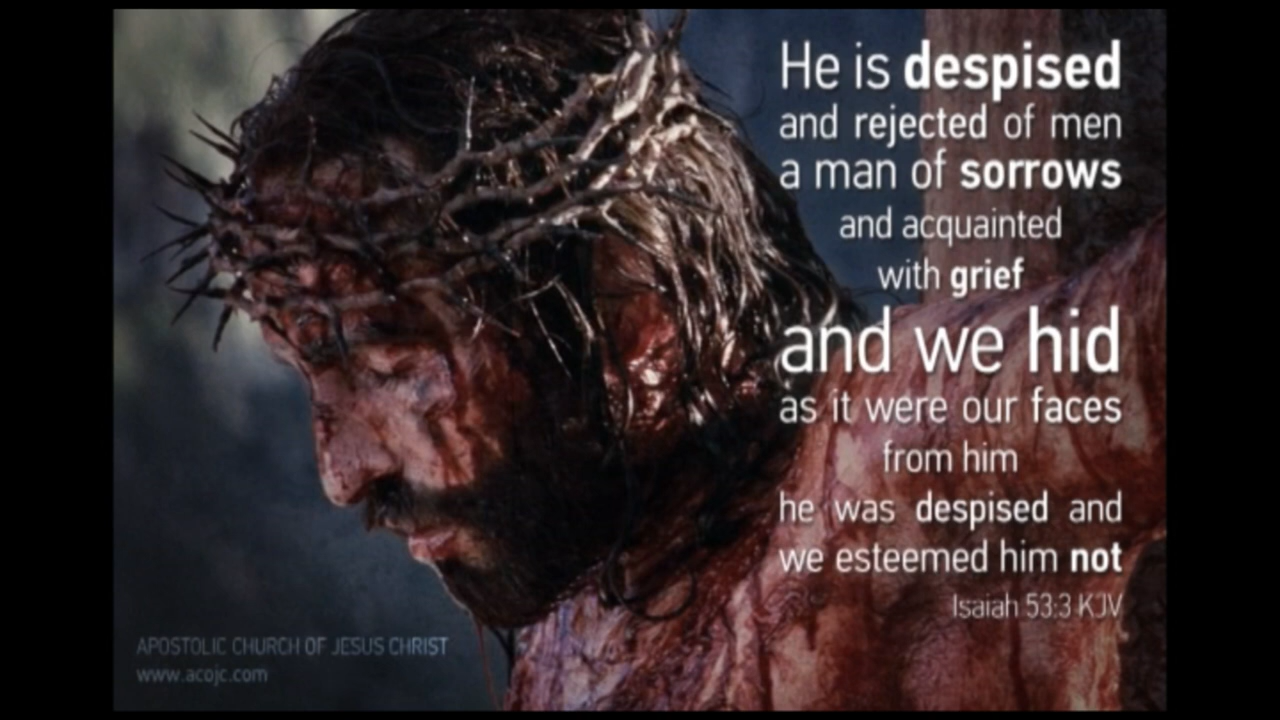 He is despised
and rejected of men
a man of sorrows
and acquainted
with grief
and we hid
as it were our faces
from him
he was despised and
we esteemed him not
Isaiah 53:3 KJV
APOSTOLIC CHURCH OF JESUS CHRIST
www.acojc.com